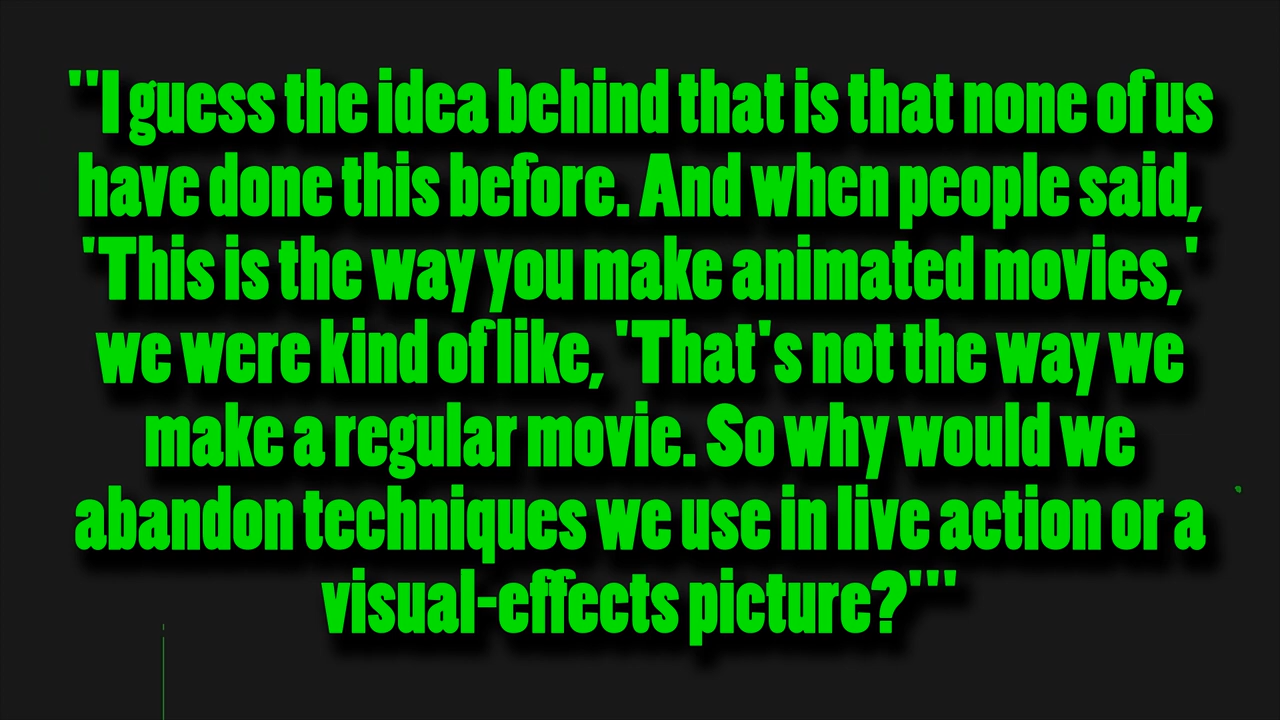 "I guess the idea behind that is that none of us
have done this before. And when people said,
'This is the way you make animated movies,'
we were kind of like, 'That's not the way we
make a regular movie. So why would we
abandon techniques we use in live action or a
visual-effects picture?'"